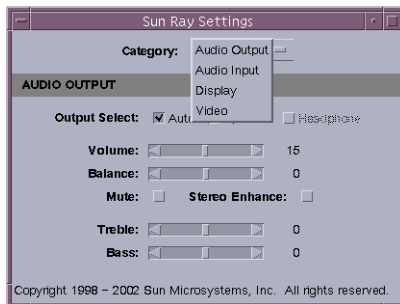 Sun Ray Settings
Category: Audio Output
Audio Input
Display
Video
AUDIO OUTPUT
Output Select: Headphone
Volume: 15
Balance: 0
Mute: Stereo Enhance:
Treble: 0
Bass: 0
Copyright 1998 – 2002 Sun Microsystems, Inc. All rights reserved.